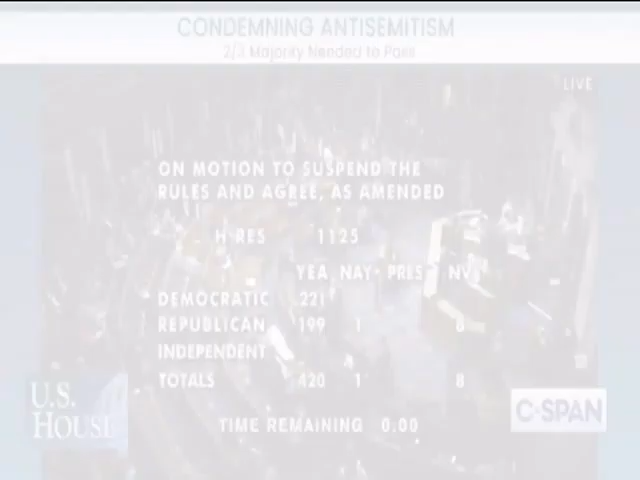 CONDEMNING ANTISEMITISM
2/3 Majority Needed to Pass
LIVE
ON MOTION TO SUSPEND THE
RULES AND AGREE, AS AMENDED
H RES 1125
YEA NAY PRES NV
DEMOCRATIC 221
REPUBLICAN 199 1 8
INDEPENDENT
TOTALS 420 1 8
U.S.
HOUSE
C-SPAN
TIME REMAINING 0.00